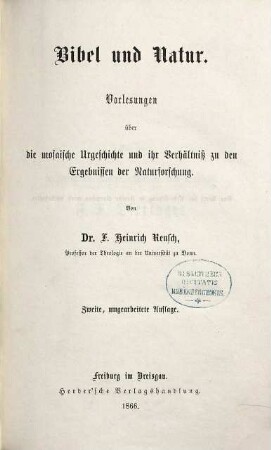 Bibel und Natur.
Vorlesungen
über
die mosaische Urgeschichte und ihr Verhältniß zu den
Ergebnissen der Naturforschung.
Von
Dr. F. Heinrich Reusch,
Professor der Theologie an der Universität zu Bonn.
Zweite, umgearbeitete Auflage.
Freiburg im Breisgau.
Herder'sche Verlagshandlung.
1866.